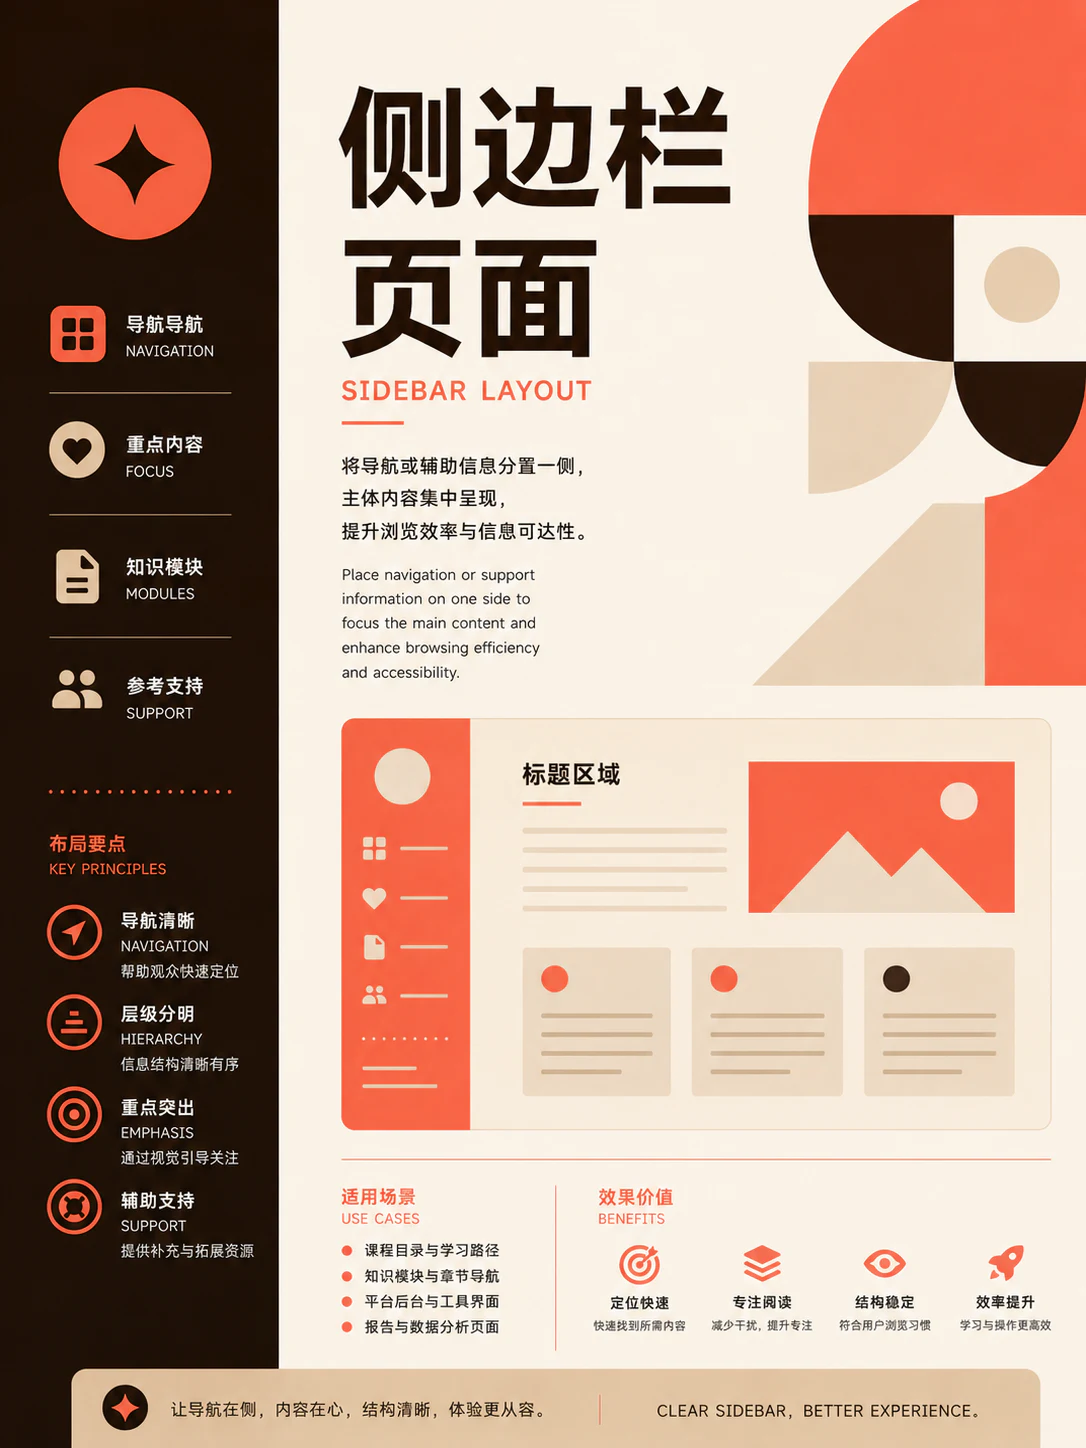 导航导航
NAVIGATION
重点内容
FOCUS
知识模块
MODULES
参考支持
SUPPORT
布局要点
KEY PRINCIPLES
导航清晰
NAVIGATION
帮助观众快速定位
层级分明
HIERARCHY
信息结构清晰有序
重点突出
EMPHASIS
通过视觉引导关注
辅助支持
SUPPORT
提供补充与拓展资源
侧边栏
页面
SIDEBAR LAYOUT
将导航或辅助信息分置一侧，
主体内容集中呈现，
提升浏览效率与信息可达性。
Place navigation or support
information on one side to
focus the main content and
enhance browsing efficiency
and accessibility.
标题区域
适用场景
USE CASES
课程目录与学习路径
知识模块与章节导航
平台后台与工具界面
报告与数据分析页面
效果价值
BENEFITS
定位快速
快速找到所需内容
专注阅读
减少干扰，提升专注
结构稳定
符合用户浏览习惯
效率提升
学习与操作更高效
让导航在侧，内容在心，结构清晰，体验更从容。
CLEAR SIDEBAR，BETTER EXPERIENCE。